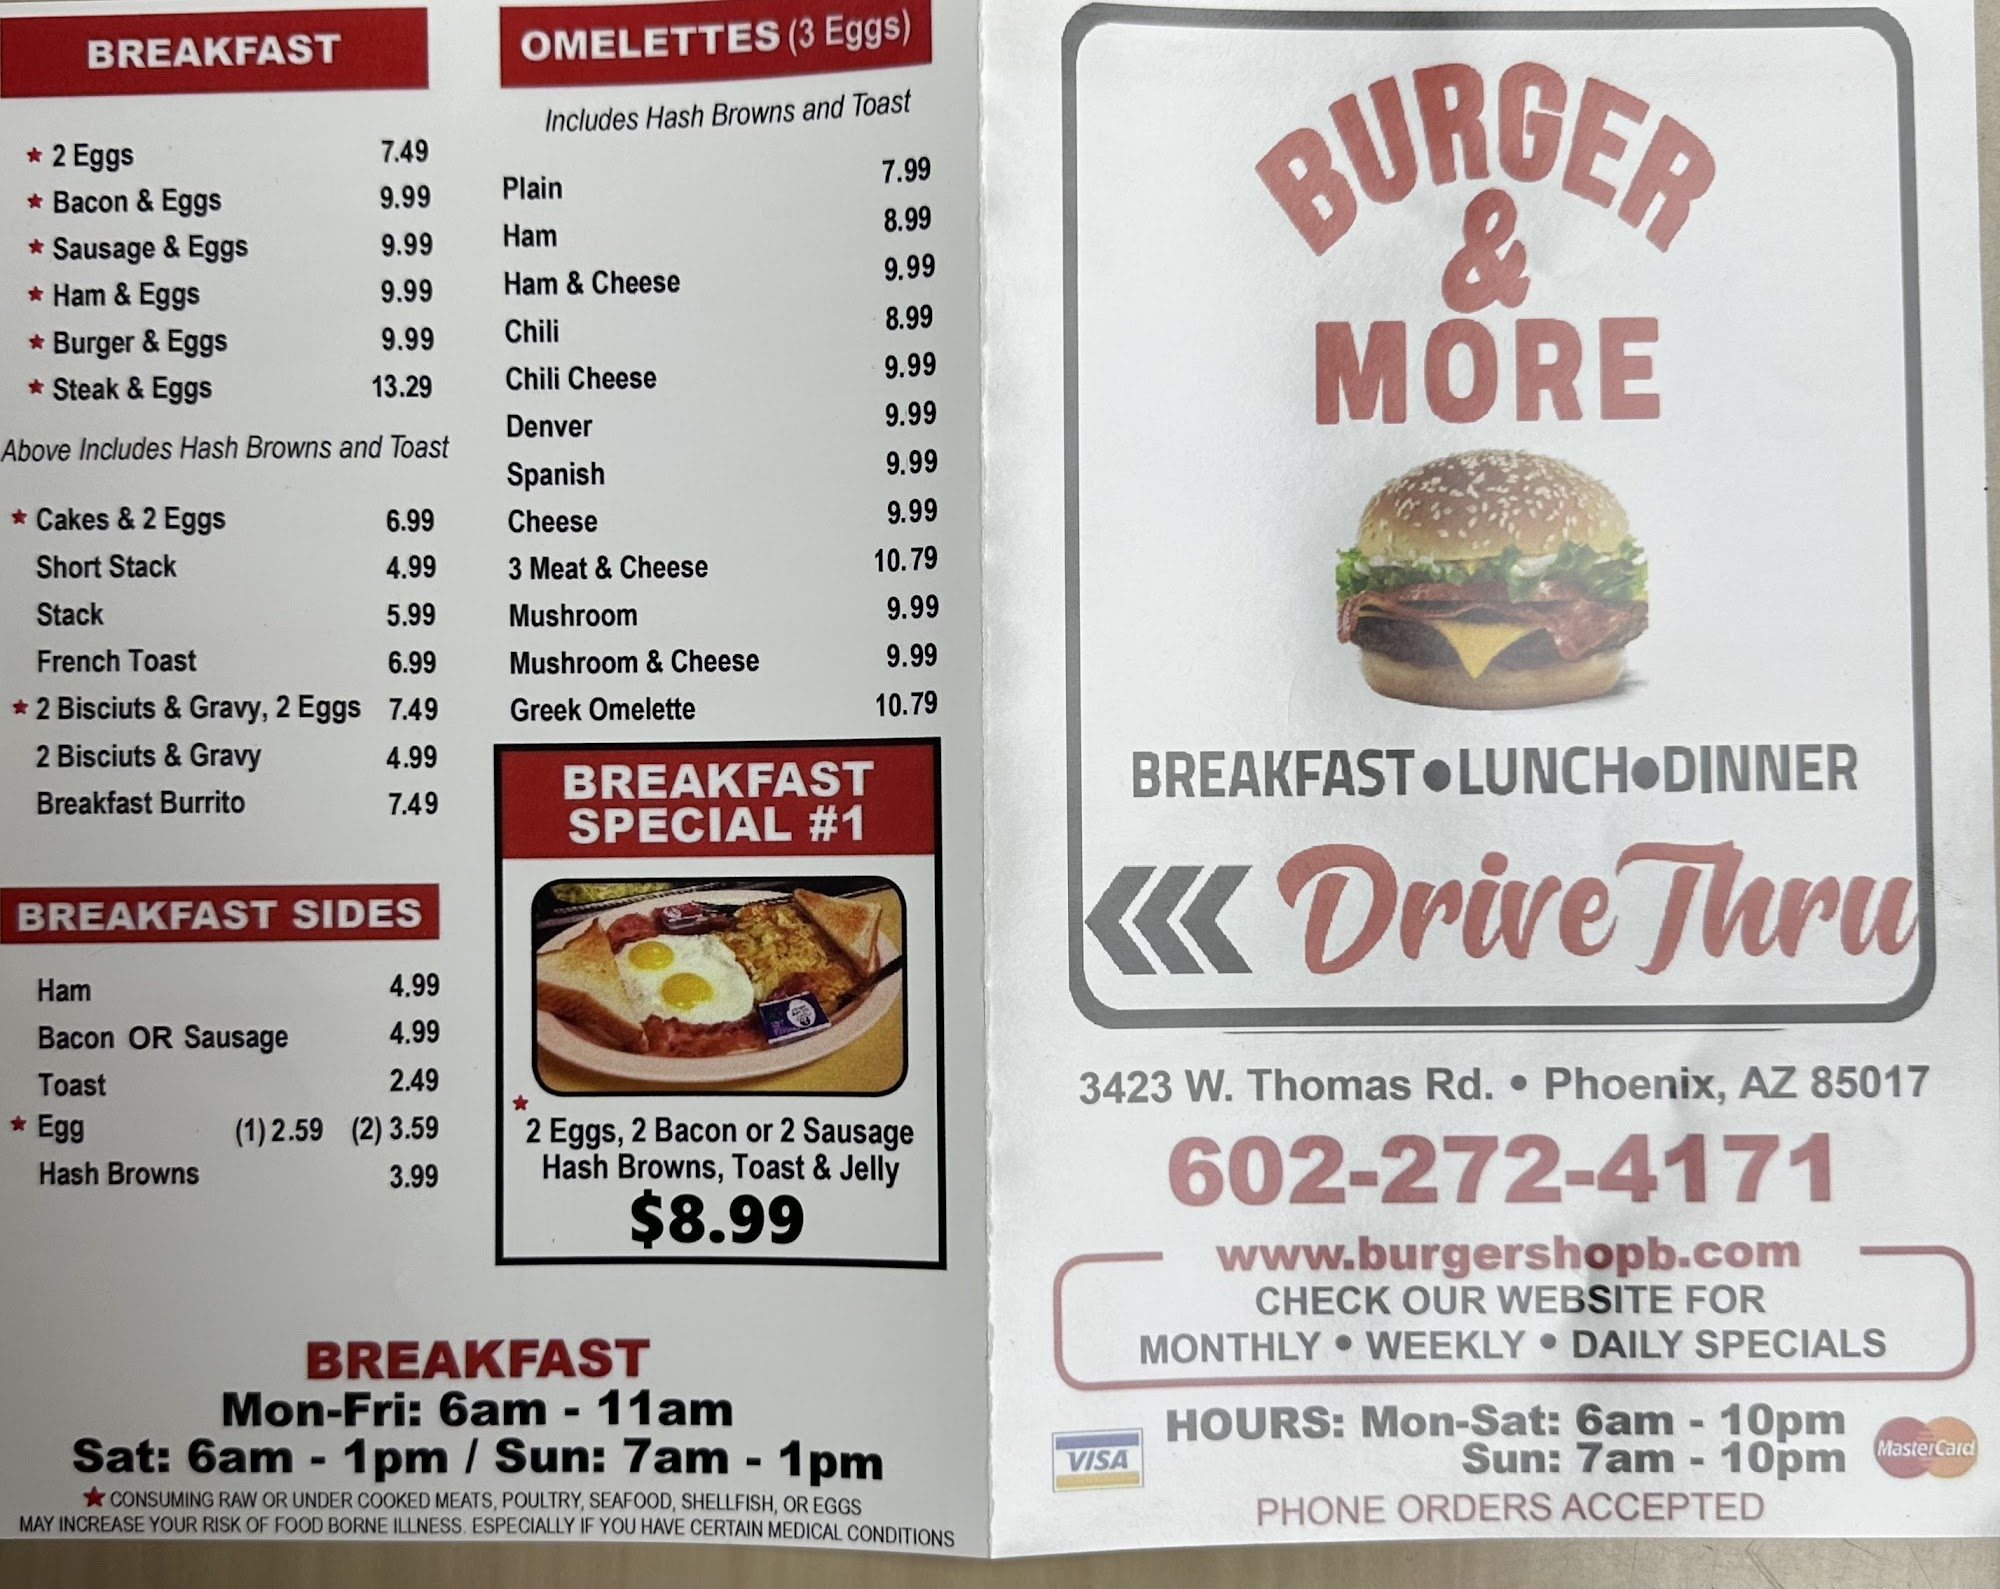 BREAKFAST
★ 2 Eggs 7.49
★ Bacon & Eggs 9.99
★ Sausage & Eggs 9.99
★ Ham & Eggs 9.99
★ Burger & Eggs 9.99
★ Steak & Eggs 13.29
Above Includes Hash Browns and Toast
★ Cakes & 2 Eggs 6.99
Short Stack 4.99
Stack 5.99
French Toast 6.99
★ 2 Bisciuts & Gravy, 2 Eggs 7.49
2 Bisciuts & Gravy 4.99
Breakfast Burrito 7.49
BREAKFAST SIDES
Ham 4.99
Bacon OR Sausage 4.99
Toast 2.49
★ Egg (1) 2.59 (2) 3.59
Hash Browns 3.99
OMELETTES (3 Eggs)
Includes Hash Browns and Toast
Plain 7.99
Ham 8.99
Ham & Cheese 9.99
Chili 8.99
Chili Cheese 9.99
Denver 9.99
Spanish 9.99
Cheese 9.99
3 Meat & Cheese 10.79
Mushroom 9.99
Mushroom & Cheese 9.99
Greek Omelette 10.79
BREAKFAST
SPECIAL #1
★
2 Eggs, 2 Bacon or 2 Sausage
Hash Browns, Toast & Jelly
$8.99
BREAKFAST
Mon-Fri: 6am - 11am
Sat: 6am - 1pm / Sun: 7am - 1pm
★ CONSUMING RAW OR UNDER COOKED MEATS, POULTRY, SEAFOOD, SHELLFISH, OR EGGS
MAY INCREASE YOUR RISK OF FOOD BORNE ILLNESS. ESPECIALLY IF YOU HAVE CERTAIN MEDICAL CONDITIONS
BURGER
&
MORE
BREAKFAST•LUNCH•DINNER
Drive Thru
3423 W. Thomas Rd. • Phoenix, AZ 85017
602-272-4171
www.burgershopb.com
CHECK OUR WEBSITE FOR
MONTHLY • WEEKLY • DAILY SPECIALS
VISA
HOURS: Mon-Sat: 6am - 10pm
Sun: 7am - 10pm
MasterCard
PHONE ORDERS ACCEPTED